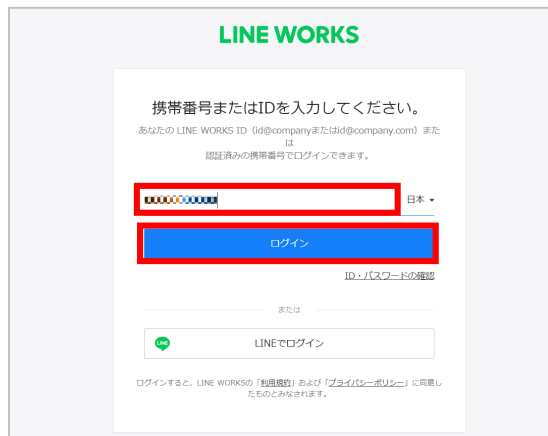 LINE WORKS
携帯番号またはIDを入力してください。
あなたの LINE WORKS ID（id@companyまたはid@company.com）また
は
認証済みの携帯番号でログインできます。
日本
ログイン
ID・パスワードの確認
または
LINE
LINEでログイン
ログインすると、LINE WORKSの「利用規約」および「プライバシーポリシー」に同意し
たものとみなされます。